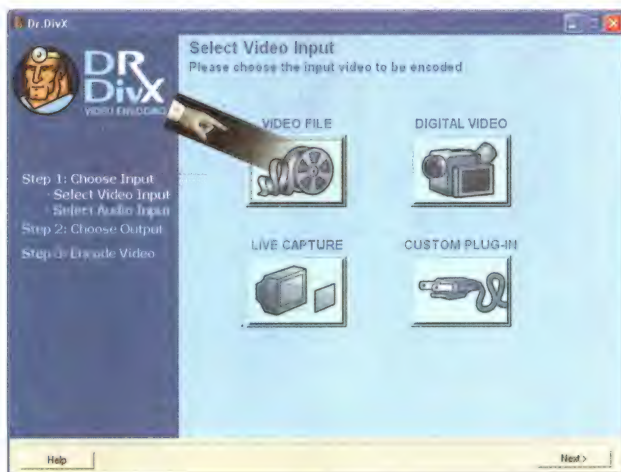 Dr.DivX
DR
DivX
VIDEO ENCODING
Select Video Input
Please choose the input video to be encoded
VIDEO FILE
DIGITAL VIDEO
Step 1: Choose Input
- Select Video Input
- Select Audio Input
Step 2: Choose Output
Step 3: Encode Video
LIVE CAPTURE
CUSTOM PLUG-IN
Help
Next >